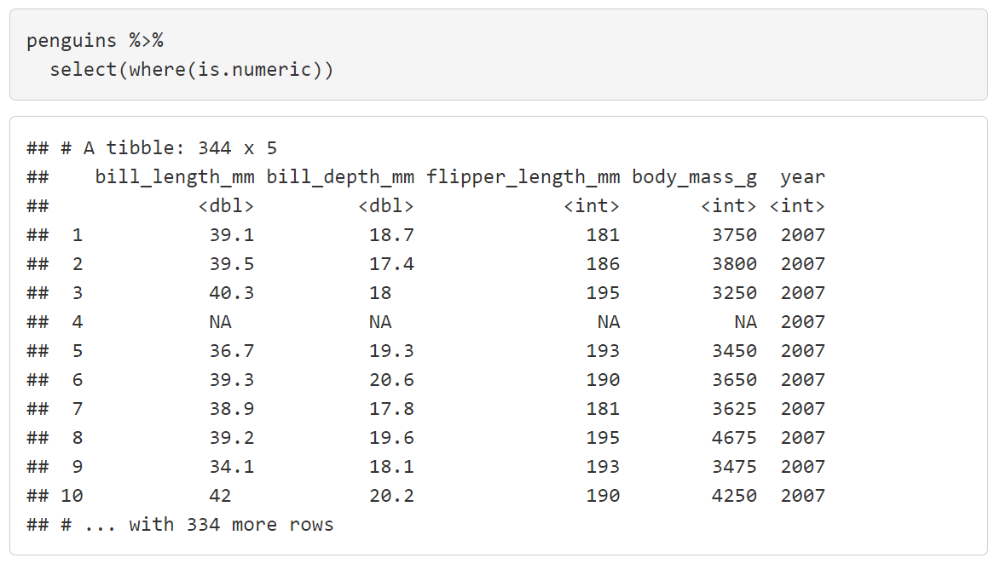 penguins %>%
  select(where(is.numeric))
## # A tibble: 344 x 5
##    bill_length_mm bill_depth_mm flipper_length_mm body_mass_g  year
##             <dbl>         <dbl>             <int>       <int> <int>
##  1           39.1          18.7               181        3750  2007
##  2           39.5          17.4               186        3800  2007
##  3           40.3          18                 195        3250  2007
##  4           NA            NA                  NA          NA  2007
##  5           36.7          19.3               193        3450  2007
##  6           39.3          20.6               190        3650  2007
##  7           38.9          17.8               181        3625  2007
##  8           39.2          19.6               195        4675  2007
##  9           34.1          18.1               193        3475  2007
## 10           42            20.2               190        4250  2007
## # ... with 334 more rows